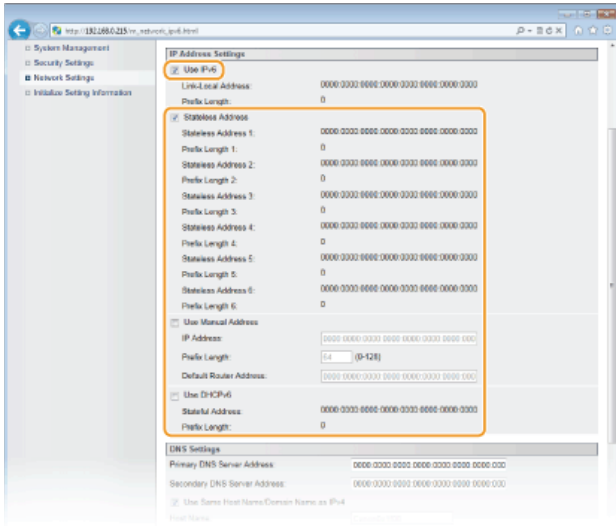 http://192.168.0.215/m_network_ipv6.html
System Management
Security Settings
Network Settings
Initialize Setting Information
IP Address Settings
Use IPv6
Link-Local Address: 0000:0000:0000:0000:0000:0000:0000:0000
Prefix Length: 0
Stateless Address
Stateless Address 1: 0000:0000:0000:0000:0000:0000:0000:0000
Prefix Length 1: 0
Stateless Address 2: 0000:0000:0000:0000:0000:0000:0000:0000
Prefix Length 2: 0
Stateless Address 3: 0000:0000:0000:0000:0000:0000:0000:0000
Prefix Length 3: 0
Stateless Address 4: 0000:0000:0000:0000:0000:0000:0000:0000
Prefix Length 4: 0
Stateless Address 5: 0000:0000:0000:0000:0000:0000:0000:0000
Prefix Length 5: 0
Stateless Address 6: 0000:0000:0000:0000:0000:0000:0000:0000
Prefix Length 6: 0
Use Manual Address
IP Address: 0000:0000:0000:0000:0000:0000:0000:000
Prefix Length: 64 (0-128)
Default Router Address: 0000:0000:0000:0000:0000:0000:0000:000
Use DHCPv6
Stateful Address: 0000:0000:0000:0000:0000:0000:0000:0000
Prefix Length: 0
DNS Settings
Primary DNS Server Address: 0000:0000:0000:0000:0000:0000:0000:000
Secondary DNS Server Address: 0000:0000:0000:0000:0000:0000:0000:000
Use Same Host Name/Domain Name as IPv4
Host Name: